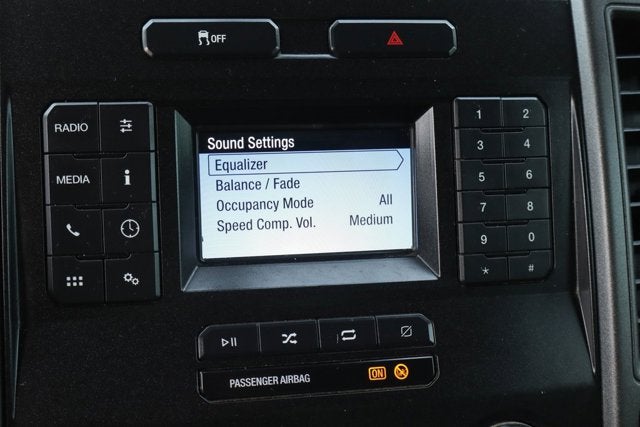 OFF
RADIO
MEDIA
i
Sound Settings
Equalizer
Balance / Fade
Occupancy Mode All
Speed Comp. Vol. Medium
1 2
3 4
5 6
7 8
9 0
* #
PASSENGER AIRBAG ON